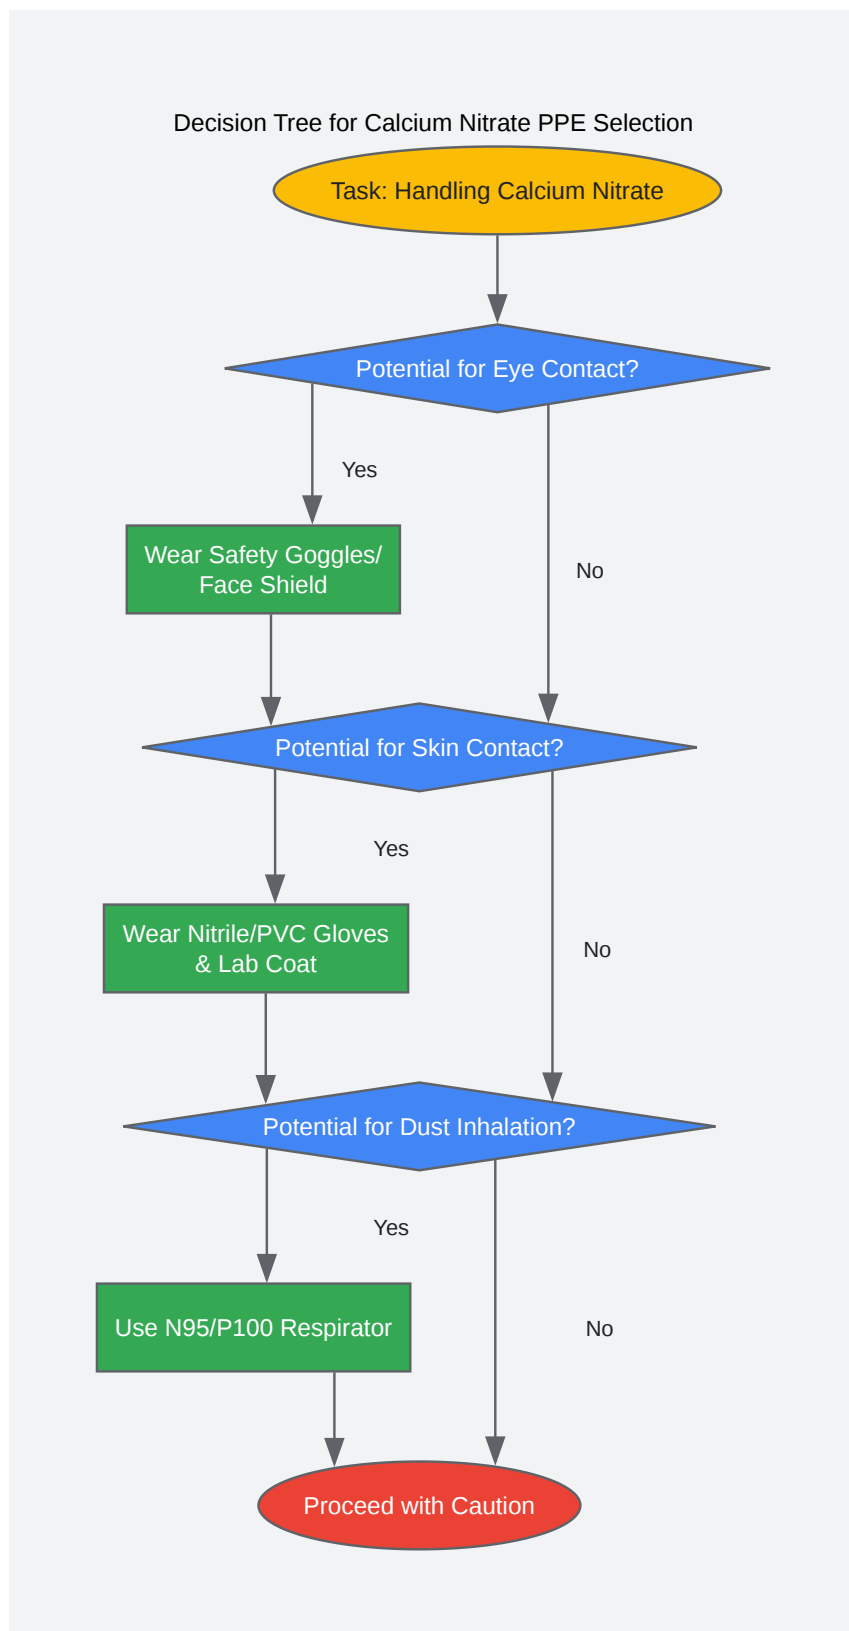 Decision Tree for Calcium Nitrate PPE Selection
Task: Handling Calcium Nitrate
Potential for Eye Contact?
Yes
Wear Safety Goggles/
Face Shield
No
Potential for Skin Contact?
Yes
Wear Nitrile/PVC Gloves
& Lab Coat
No
Potential for Dust Inhalation?
Yes
Use N95/P100 Respirator
No
Proceed with Caution